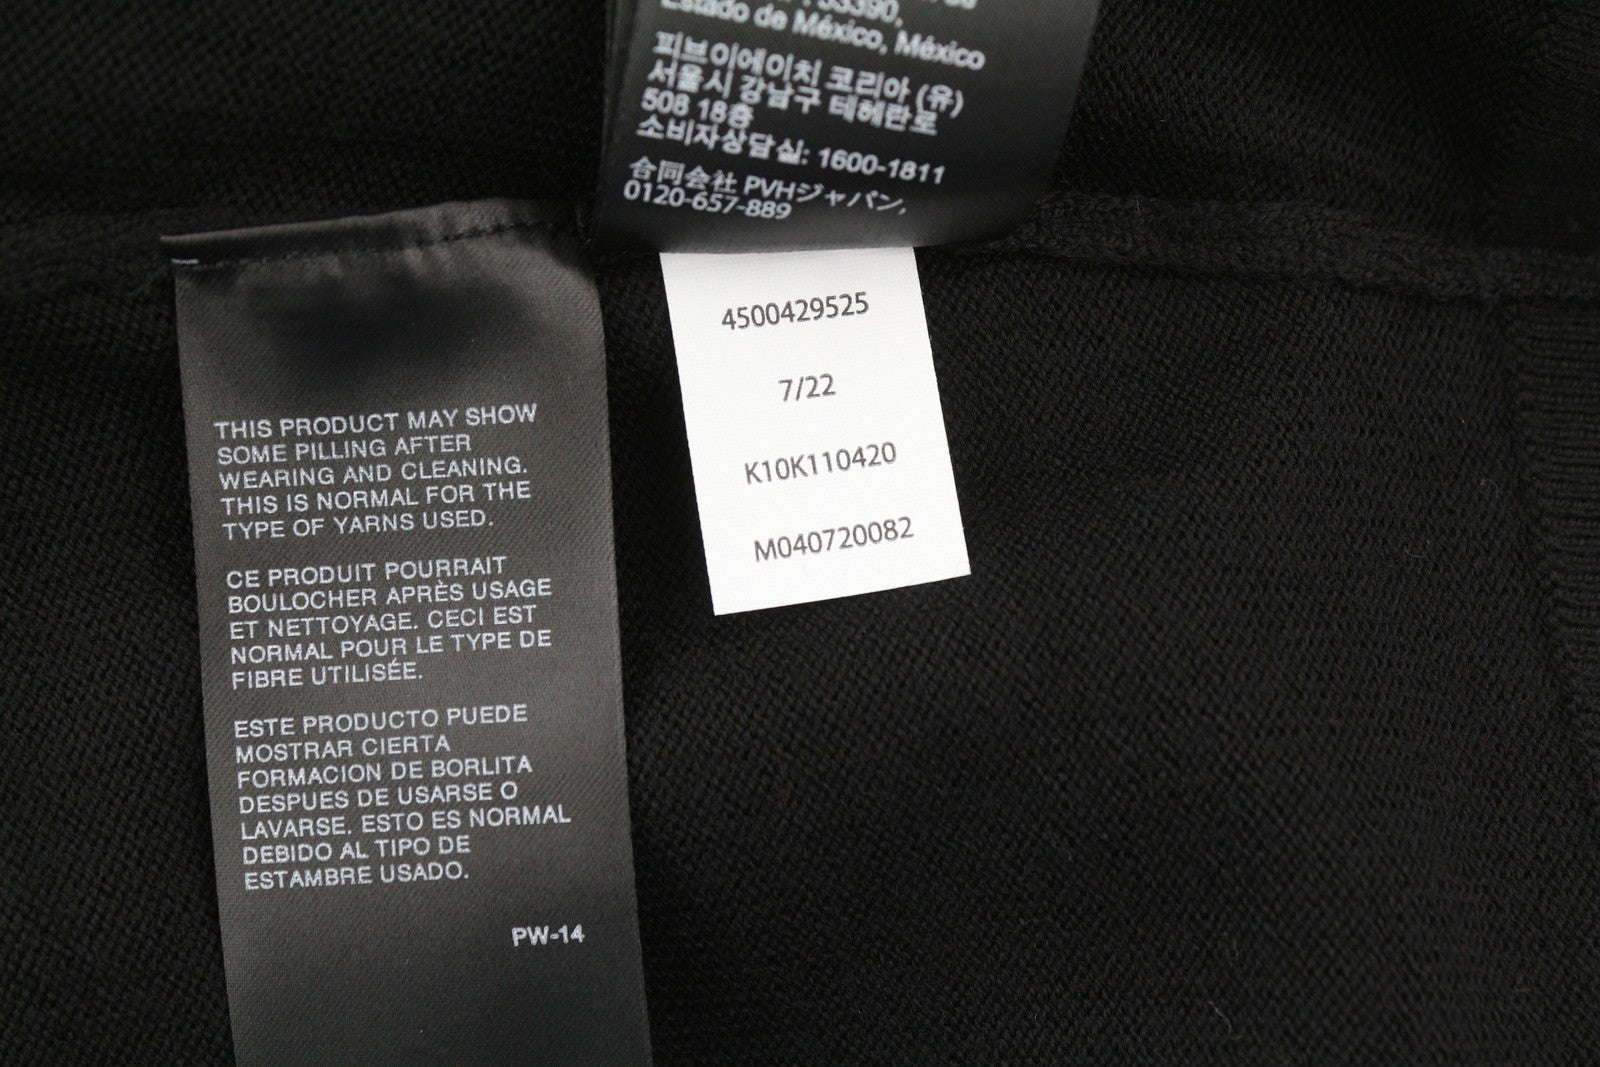 33390,
Estado de México, México
피브이에이치 코리아 (유)
서울시 강남구 테헤란로
508 18층
소비자상담실: 1600-1811
合同会社 PVHジャパン,
0120-657-889
4500429525
7/22
K10K110420
M040720082
THIS PRODUCT MAY SHOW
SOME PILLING AFTER
WEARING AND CLEANING.
THIS IS NORMAL FOR THE
TYPE OF YARNS USED.
CE PRODUIT POURRAIT
BOULOCHER APRÈS USAGE
ET NETTOYAGE. CECI EST
NORMAL POUR LE TYPE DE
FIBRE UTILISÉE.
ESTE PRODUCTO PUEDE
MOSTRAR CIERTA
FORMACION DE BORLITA
DESPUES DE USARSE O
LAVARSE. ESTO ES NORMAL
DEBIDO AL TIPO DE
ESTAMBRE USADO.
PW-14